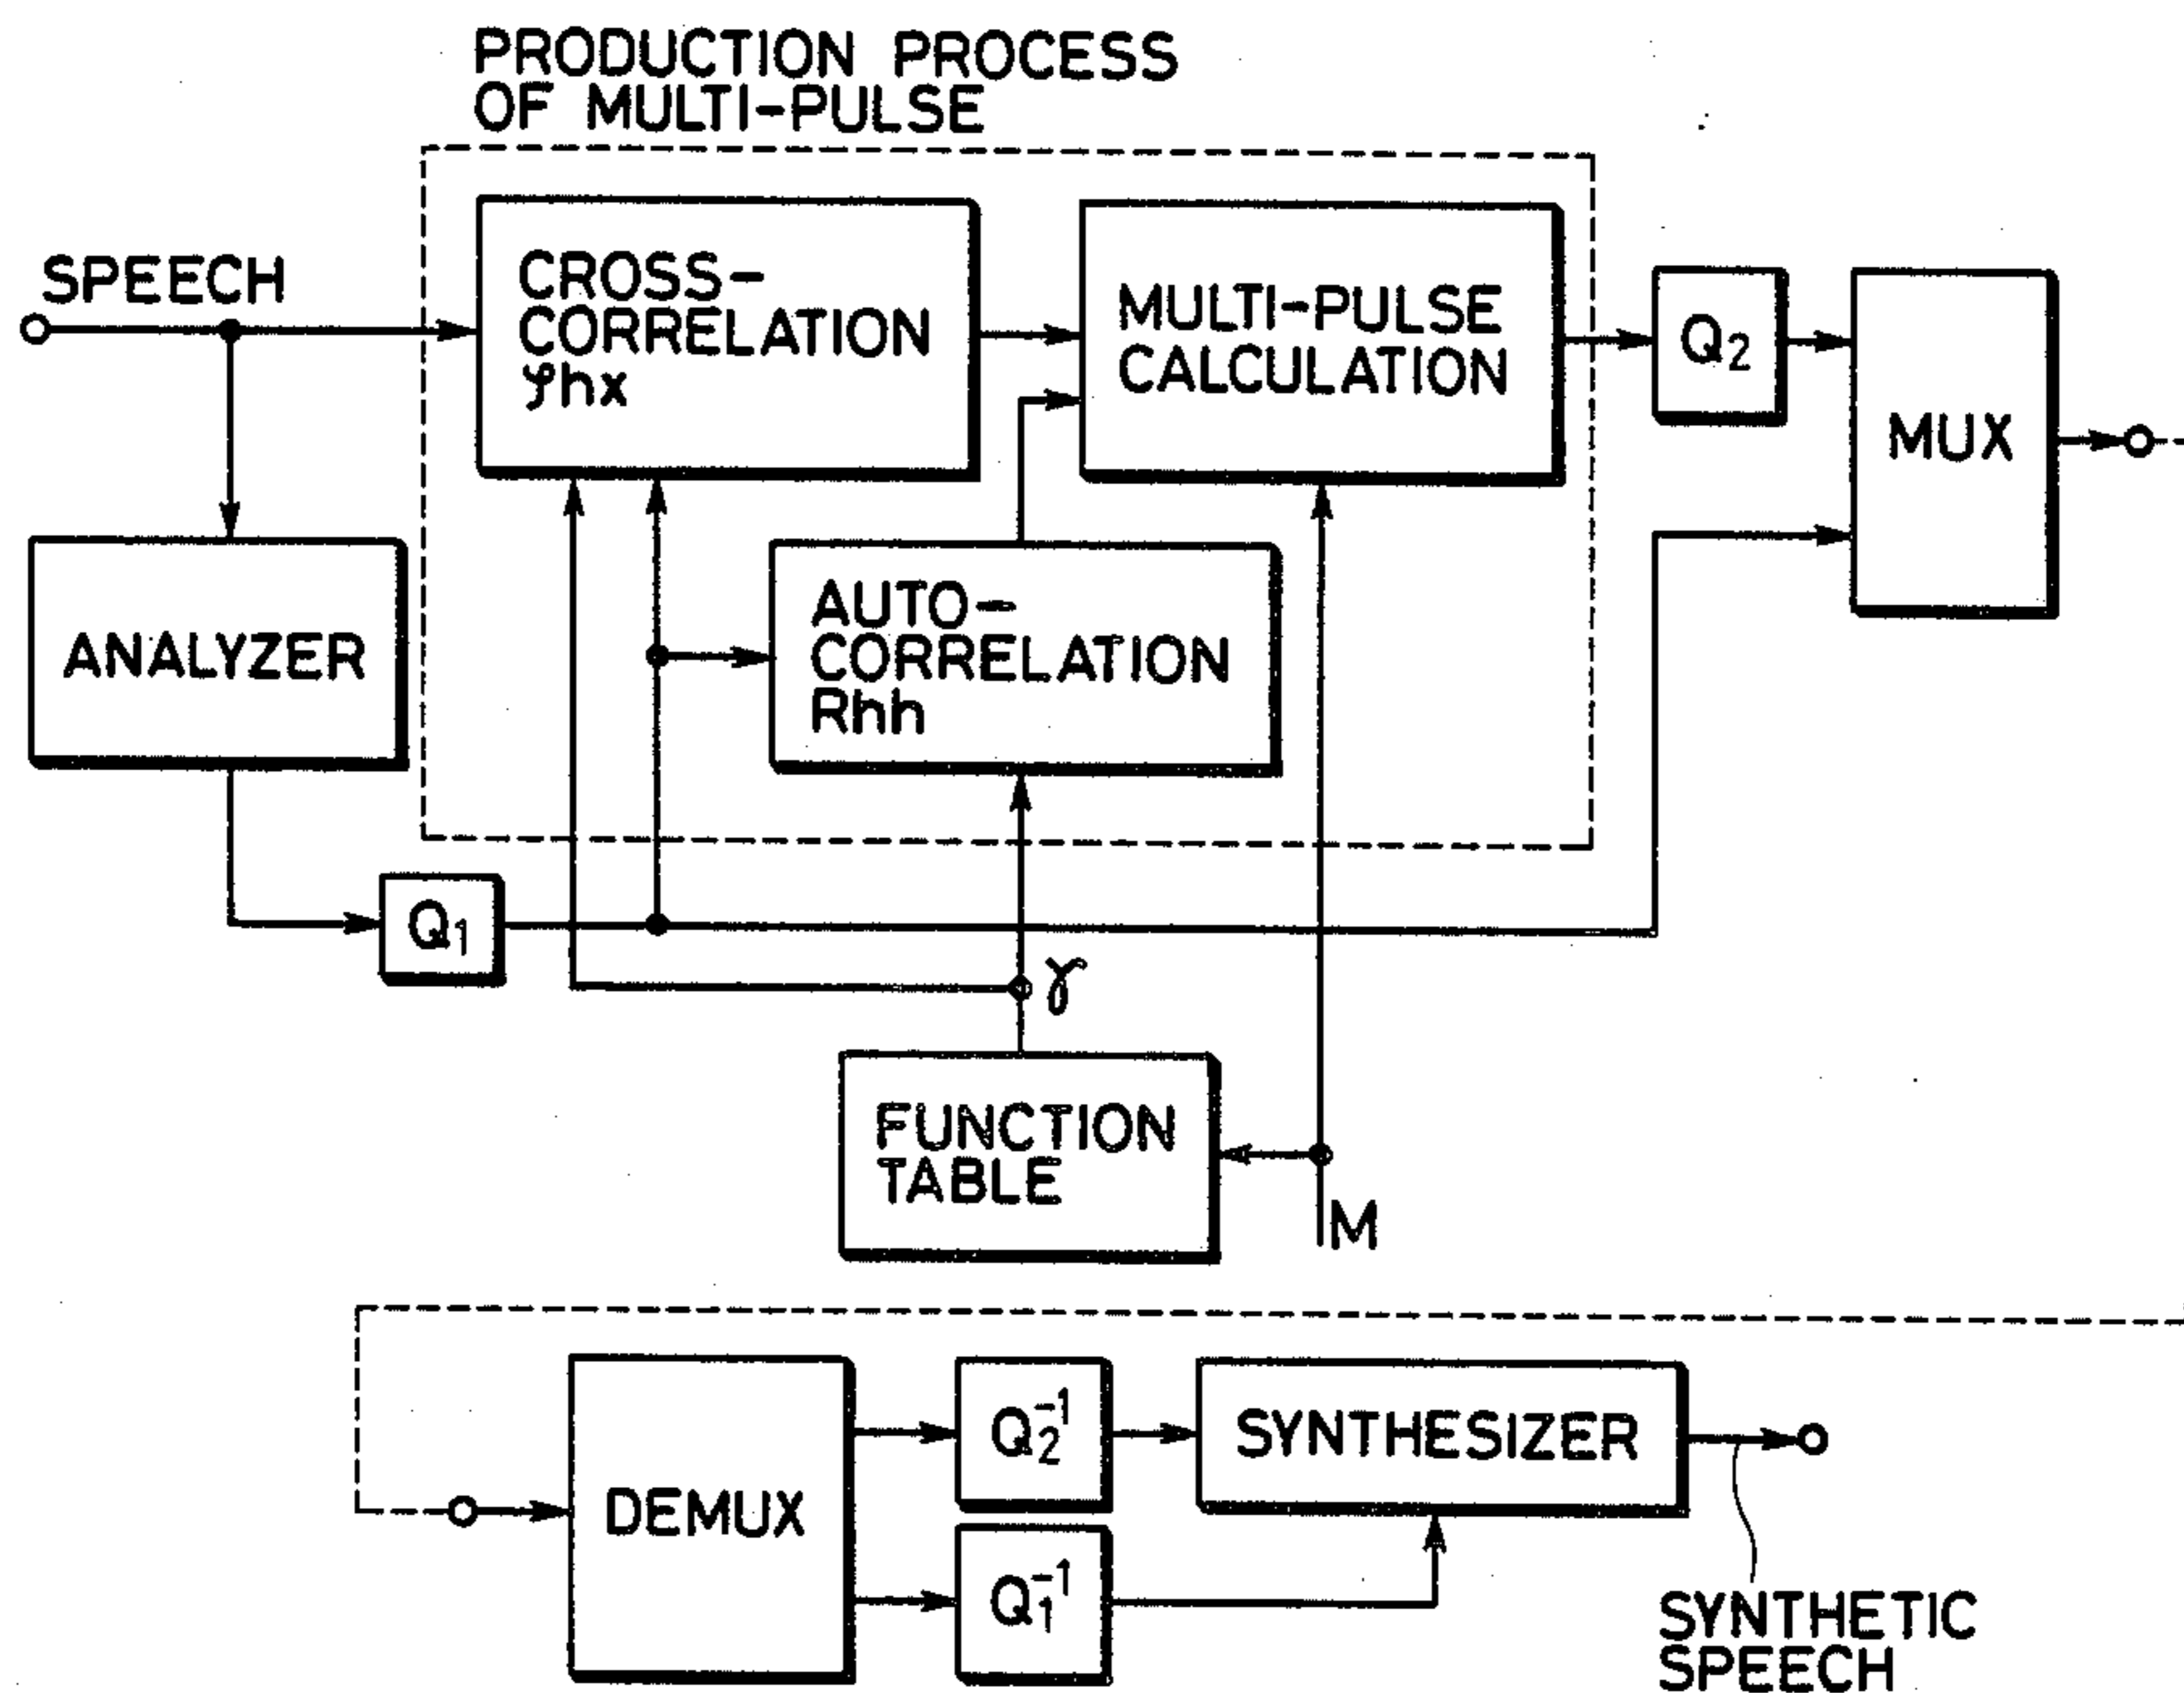 PRODUCTION PROCESS
OF MULTI-PULSE
SPEECH
CROSS-
CORRELATION
φhx
MULTI-PULSE
CALCULATION
Q2
MUX
ANALYZER
AUTO-
CORRELATION
Rhh
Q1
γ
FUNCTION
TABLE
M
DEMUX
Q2^-1
SYNTHESIZER
Q1^-1
SYNTHETIC
SPEECH